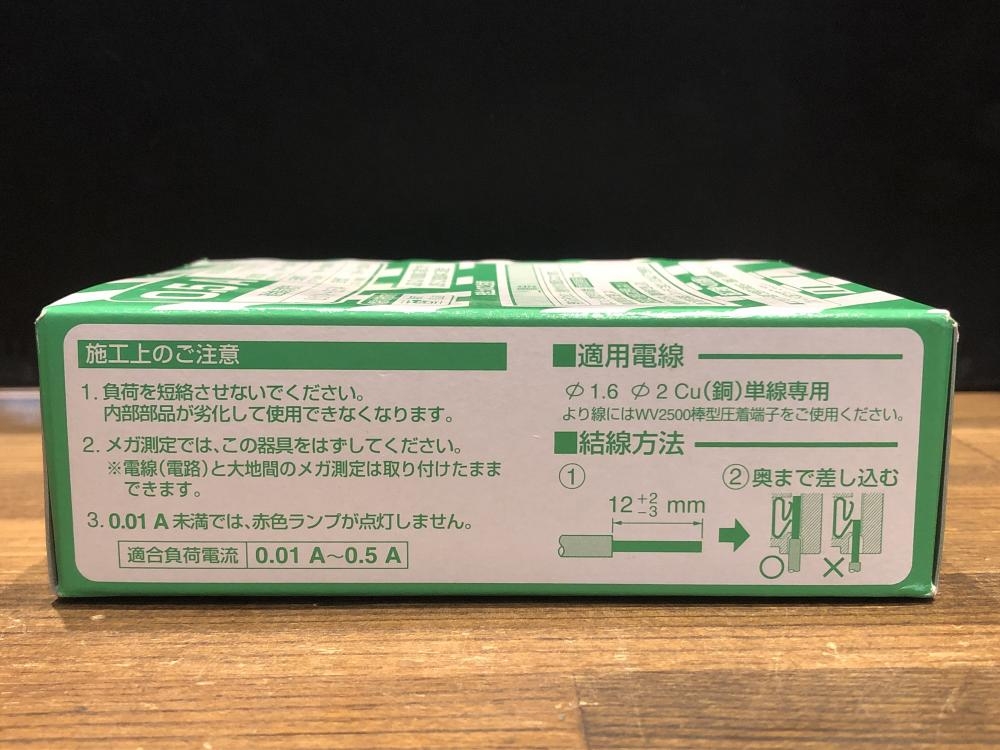 施工上のご注意
1. 負荷を短絡させないでください。
内部部品が劣化して使用できなくなります。
2. メガ測定では、この器具をはずしてください。
※電線(電路)と大地間のメガ測定は取り付けたまま
できます。
3. 0.01 A 未満では、赤色ランプが点灯しません。
適合負荷電流 0.01 A～0.5 A
■適用電線
φ1.6 φ2 Cu(銅)単線専用
より線にはWV2500棒型圧着端子をご使用ください。
■結線方法
① ②奥まで差し込む
12 +2 -3 mm
○ ×